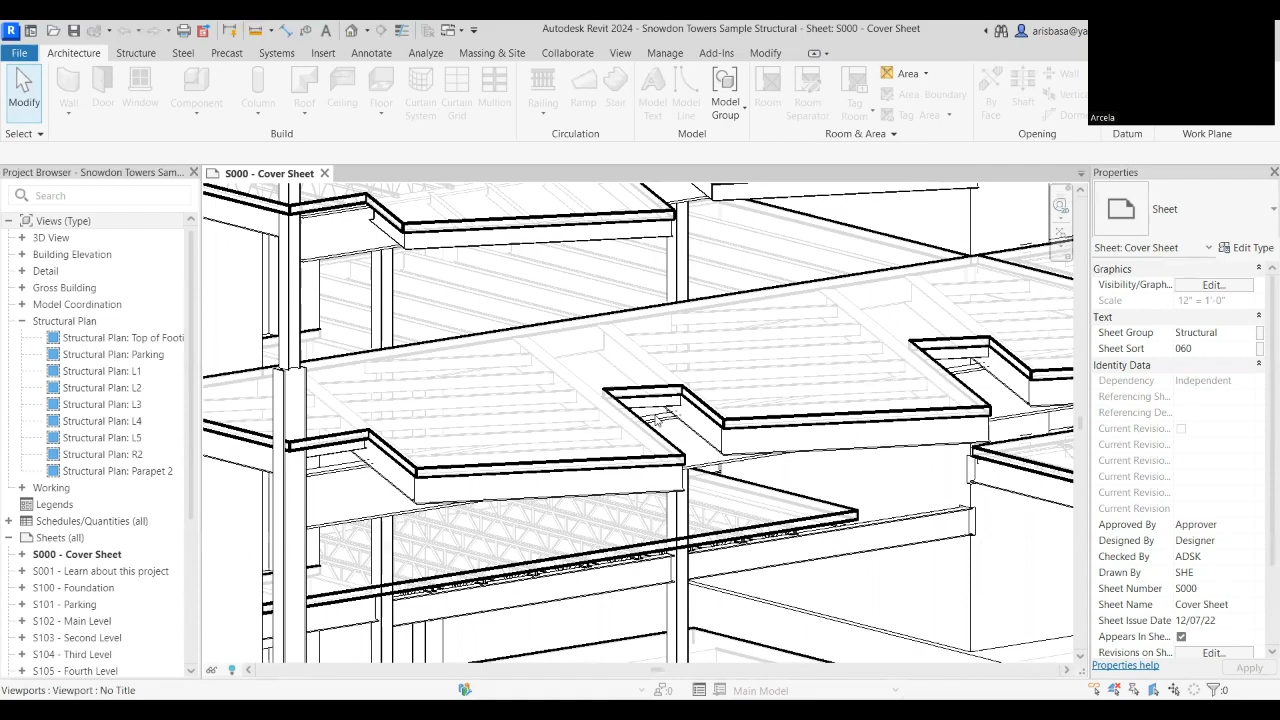 Autodesk Revit 2024 - Snowdon Towers Sample Structural - Sheet: S000 - Cover Sheet
arisbasa@ya
File Architecture Structure Steel Precast Systems Insert Annotate Analyze Massing & Site Collaborate View Manage Add-Ins Modify
Modify Wall Door Window Component Column Roof Ceiling Floor Curtain System Curtain Grid Mullion Railing Ramp Stair Model Text Model Line Model Group Room Room Separator Tag Room
Area
Area Boundary
Tag Area
By Face Shaft Wall
Vertic
Dorm
Arcela
Select Build Circulation Model Room & Area Opening Datum Work Plane
Project Browser - Snowdon Towers Sam...
Search
Views (Type)
3D View
Building Elevation
Detail
Gross Building
Model Coordination
Structural Plan
Structural Plan: Top of Footi
Structural Plan: Parking
Structural Plan: L1
Structural Plan: L2
Structural Plan: L3
Structural Plan: L4
Structural Plan: L5
Structural Plan: R2
Structural Plan: Parapet 2
Working
Legends
Schedules/Quantities (all)
Sheets (all)
S000 - Cover Sheet
S001 - Learn about this project
S100 - Foundation
S101 - Parking
S102 - Main Level
S103 - Second Level
S104 - Third Level
S105 - Fourth Level
S000 - Cover Sheet
Properties
Sheet
Sheet: Cover Sheet Edit Type
Graphics
Visibility/Graph... Edit...
Scale 12" = 1'-0"
Text
Sheet Group Structural
Sheet Sort 060
Identity Data
Dependency Independent
Referencing Sh...
Referencing De...
Current Revisio...
Current Revisio...
Current Revisio...
Current Revisio...
Current Revisio...
Current Revision
Approved By Approver
Designed By Designer
Checked By ADSK
Drawn By SHE
Sheet Number S000
Sheet Name Cover Sheet
Sheet Issue Date 12/07/22
Appears In She...
Revisions on Sh... Edit...
Properties help Apply
Viewports : Viewport : No Title
:0 Main Model :0